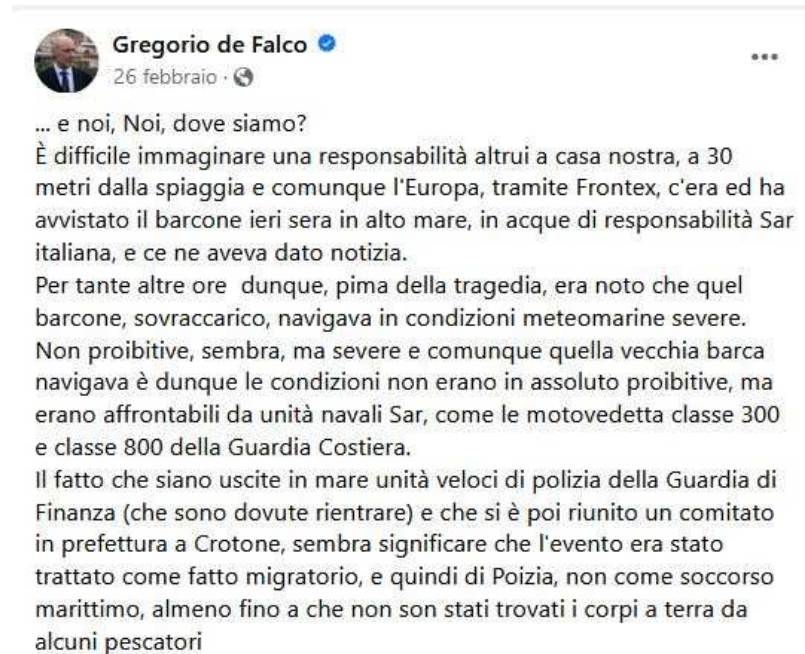 Gregorio de Falco
26 febbraio ·
... e noi, Noi, dove siamo?
È difficile immaginare una responsabilità altrui a casa nostra, a 30
metri dalla spiaggia e comunque l'Europa, tramite Frontex, c'era ed ha
avvistato il barcone ieri sera in alto mare, in acque di responsabilità Sar
italiana, e ce ne aveva dato notizia.
Per tante altre ore  dunque, pima della tragedia, era noto che quel
barcone, sovraccarico, navigava in condizioni meteomarine severe.
Non proibitive, sembra, ma severe e comunque quella vecchia barca
navigava è dunque le condizioni non erano in assoluto proibitive, ma
erano affrontabili da unità navali Sar, come le motovedetta classe 300
e classe 800 della Guardia Costiera.
Il fatto che siano uscite in mare unità veloci di polizia della Guardia di
Finanza (che sono dovute rientrare) e che si è poi riunito un comitato
in prefettura a Crotone, sembra significare che l'evento era stato
trattato come fatto migratorio, e quindi di Poizia, non come soccorso
marittimo, almeno fino a che non son stati trovati i corpi a terra da
alcuni pescatori